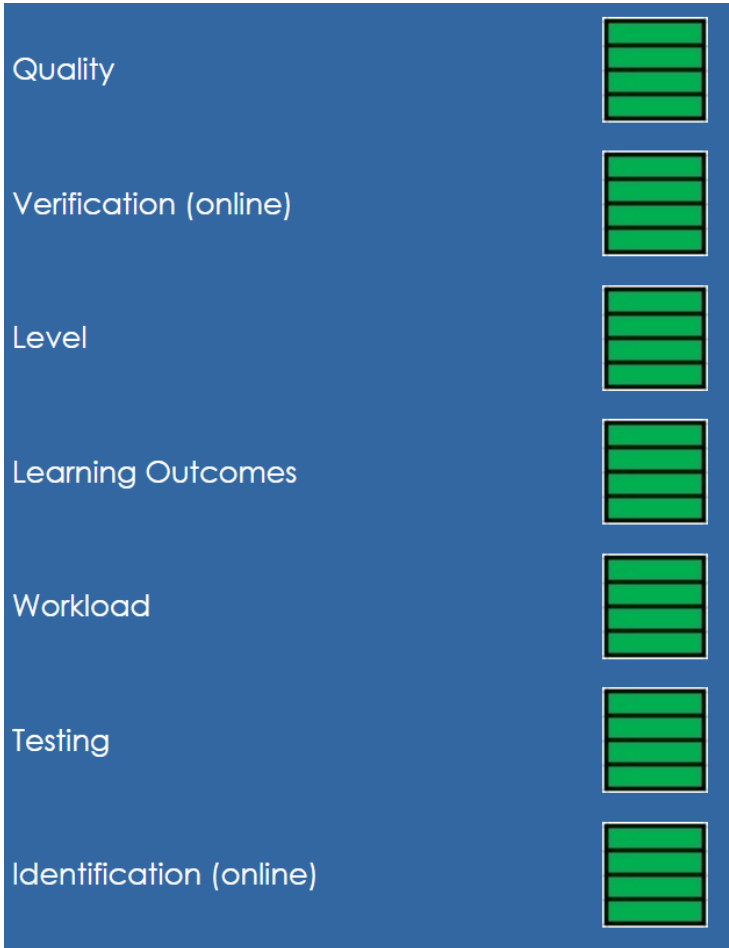 Quality
Verification (online)
Level
Learning Outcomes
Workload
Testing
Identification (online)